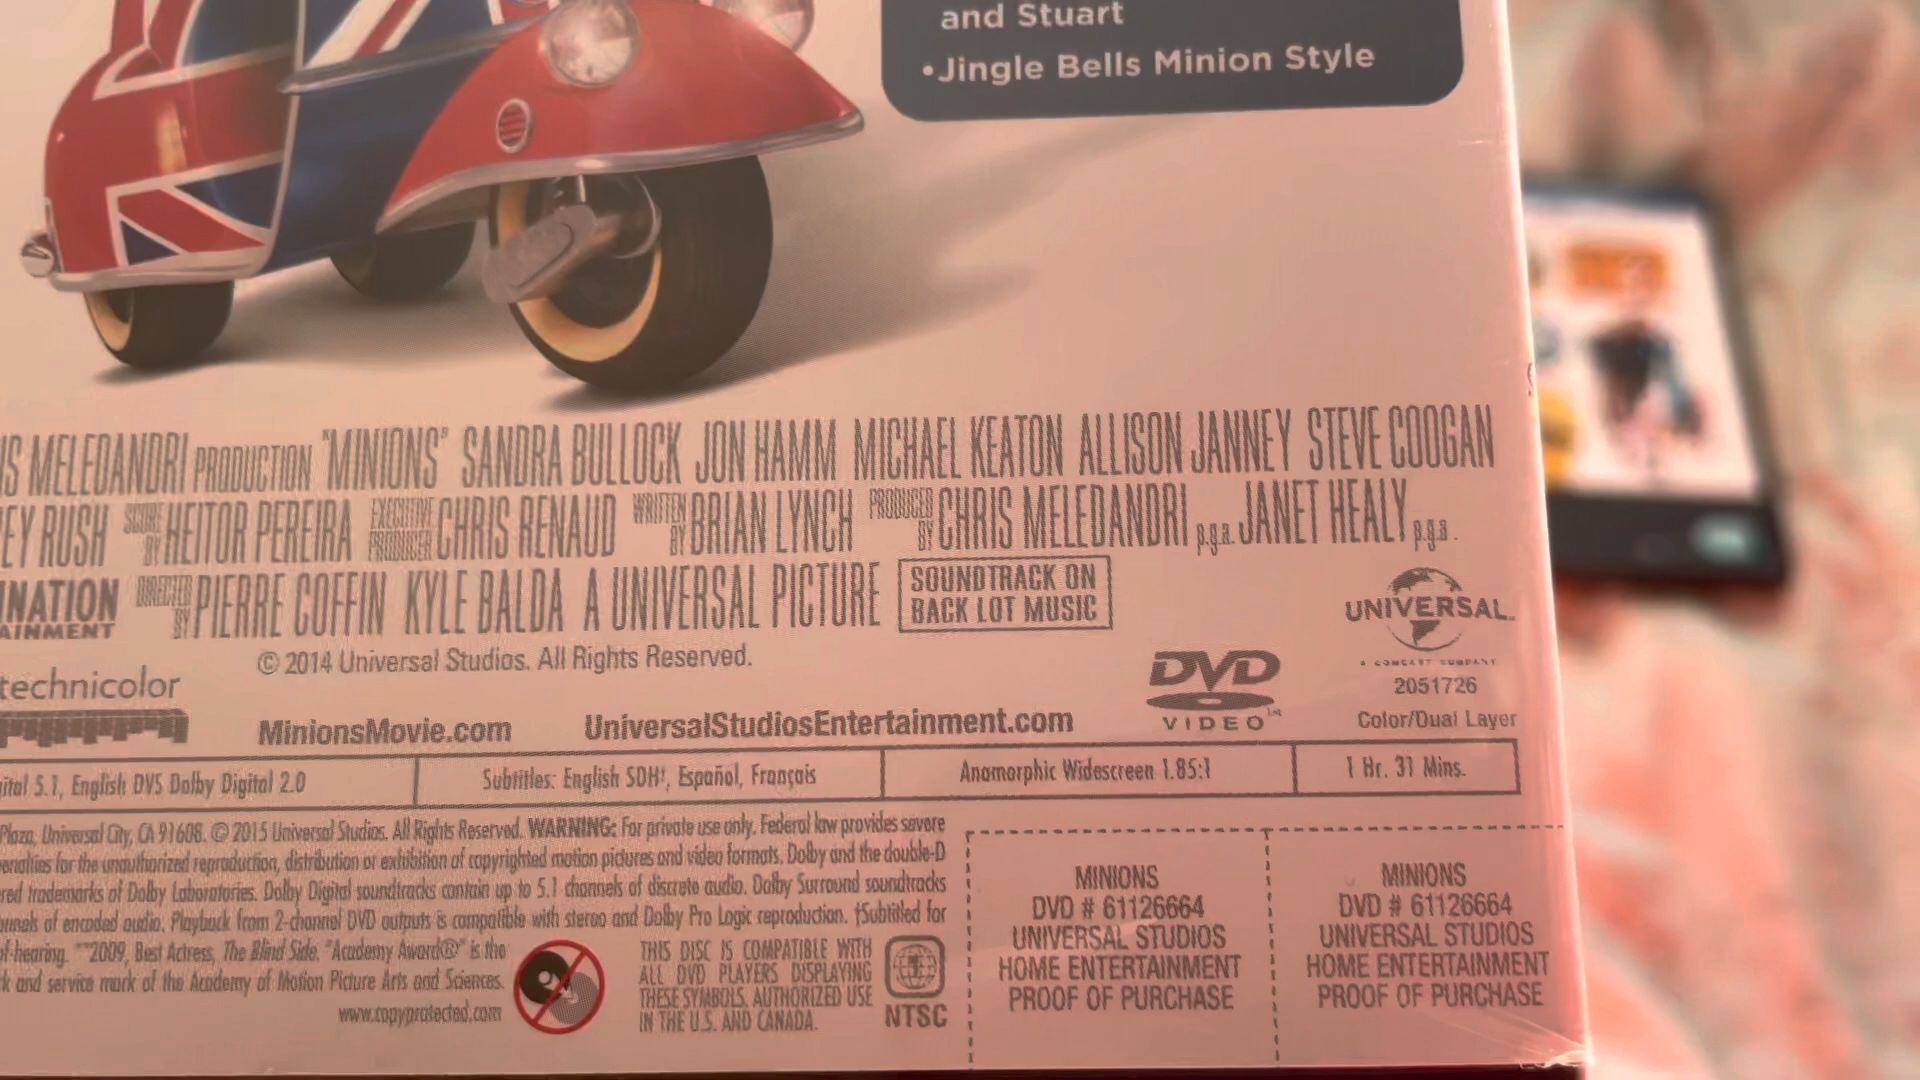 and Stuart
•Jingle Bells Minion Style
MELEDANDRI PRODUCTION "MINIONS" SANDRA BULLOCK JON HAMM MICHAEL KEATON ALLISON JANNEY STEVE COOGAN
RUSH SCORE BY HEITOR PEREIRA EXECUTIVE PRODUCER CHRIS RENAUD WRITTEN BY BRIAN LYNCH PRODUCED BY CHRIS MELEDANDRI p.g.a. JANET HEALY p.g.a.
DIRECTED BY PIERRE COFFIN KYLE BALDA A UNIVERSAL PICTURE
SOUNDTRACK ON
BACK LOT MUSIC
UNIVERSAL
A COMCAST COMPANY
© 2014 Universal Studios. All Rights Reserved.
technicolor
DVD
VIDEO™
2051726
Color/Dual Layer
MinionsMovie.com UniversalStudiosEntertainment.com
5.1, English DVS Dolby Digital 2.0
Subtitles: English SDH†, Español, Français
Anamorphic Widescreen 1.85:1
1 Hr. 31 Mins.
Plaza, Universal City, CA 91608. © 2015 Universal Studios. All Rights Reserved. WARNING: For private use only. Federal law provides severe
for the unauthorized reproduction, distribution or exhibition of copyrighted motion pictures and video formats. Dolby and the double-D
trademarks of Dolby Laboratories. Dolby Digital soundtracks contain up to 5.1 channels of discrete audio. Dolby Surround soundtracks
of encoded audio. Playback from 2-channel DVD outputs is compatible with stereo and Dolby Pro Logic reproduction. †Subtitled for
**2009, Best Actress, The Blind Side. "Academy Award®" is the
and service mark of the Academy of Motion Picture Arts and Sciences.
www.copyprotected.com
THIS DISC IS COMPATIBLE WITH
ALL DVD PLAYERS DISPLAYING
THESE SYMBOLS. AUTHORIZED USE
IN THE U.S. AND CANADA.
1
NTSC
MINIONS
DVD # 61126664
UNIVERSAL STUDIOS
HOME ENTERTAINMENT
PROOF OF PURCHASE
MINIONS
DVD # 61126664
UNIVERSAL STUDIOS
HOME ENTERTAINMENT
PROOF OF PURCHASE